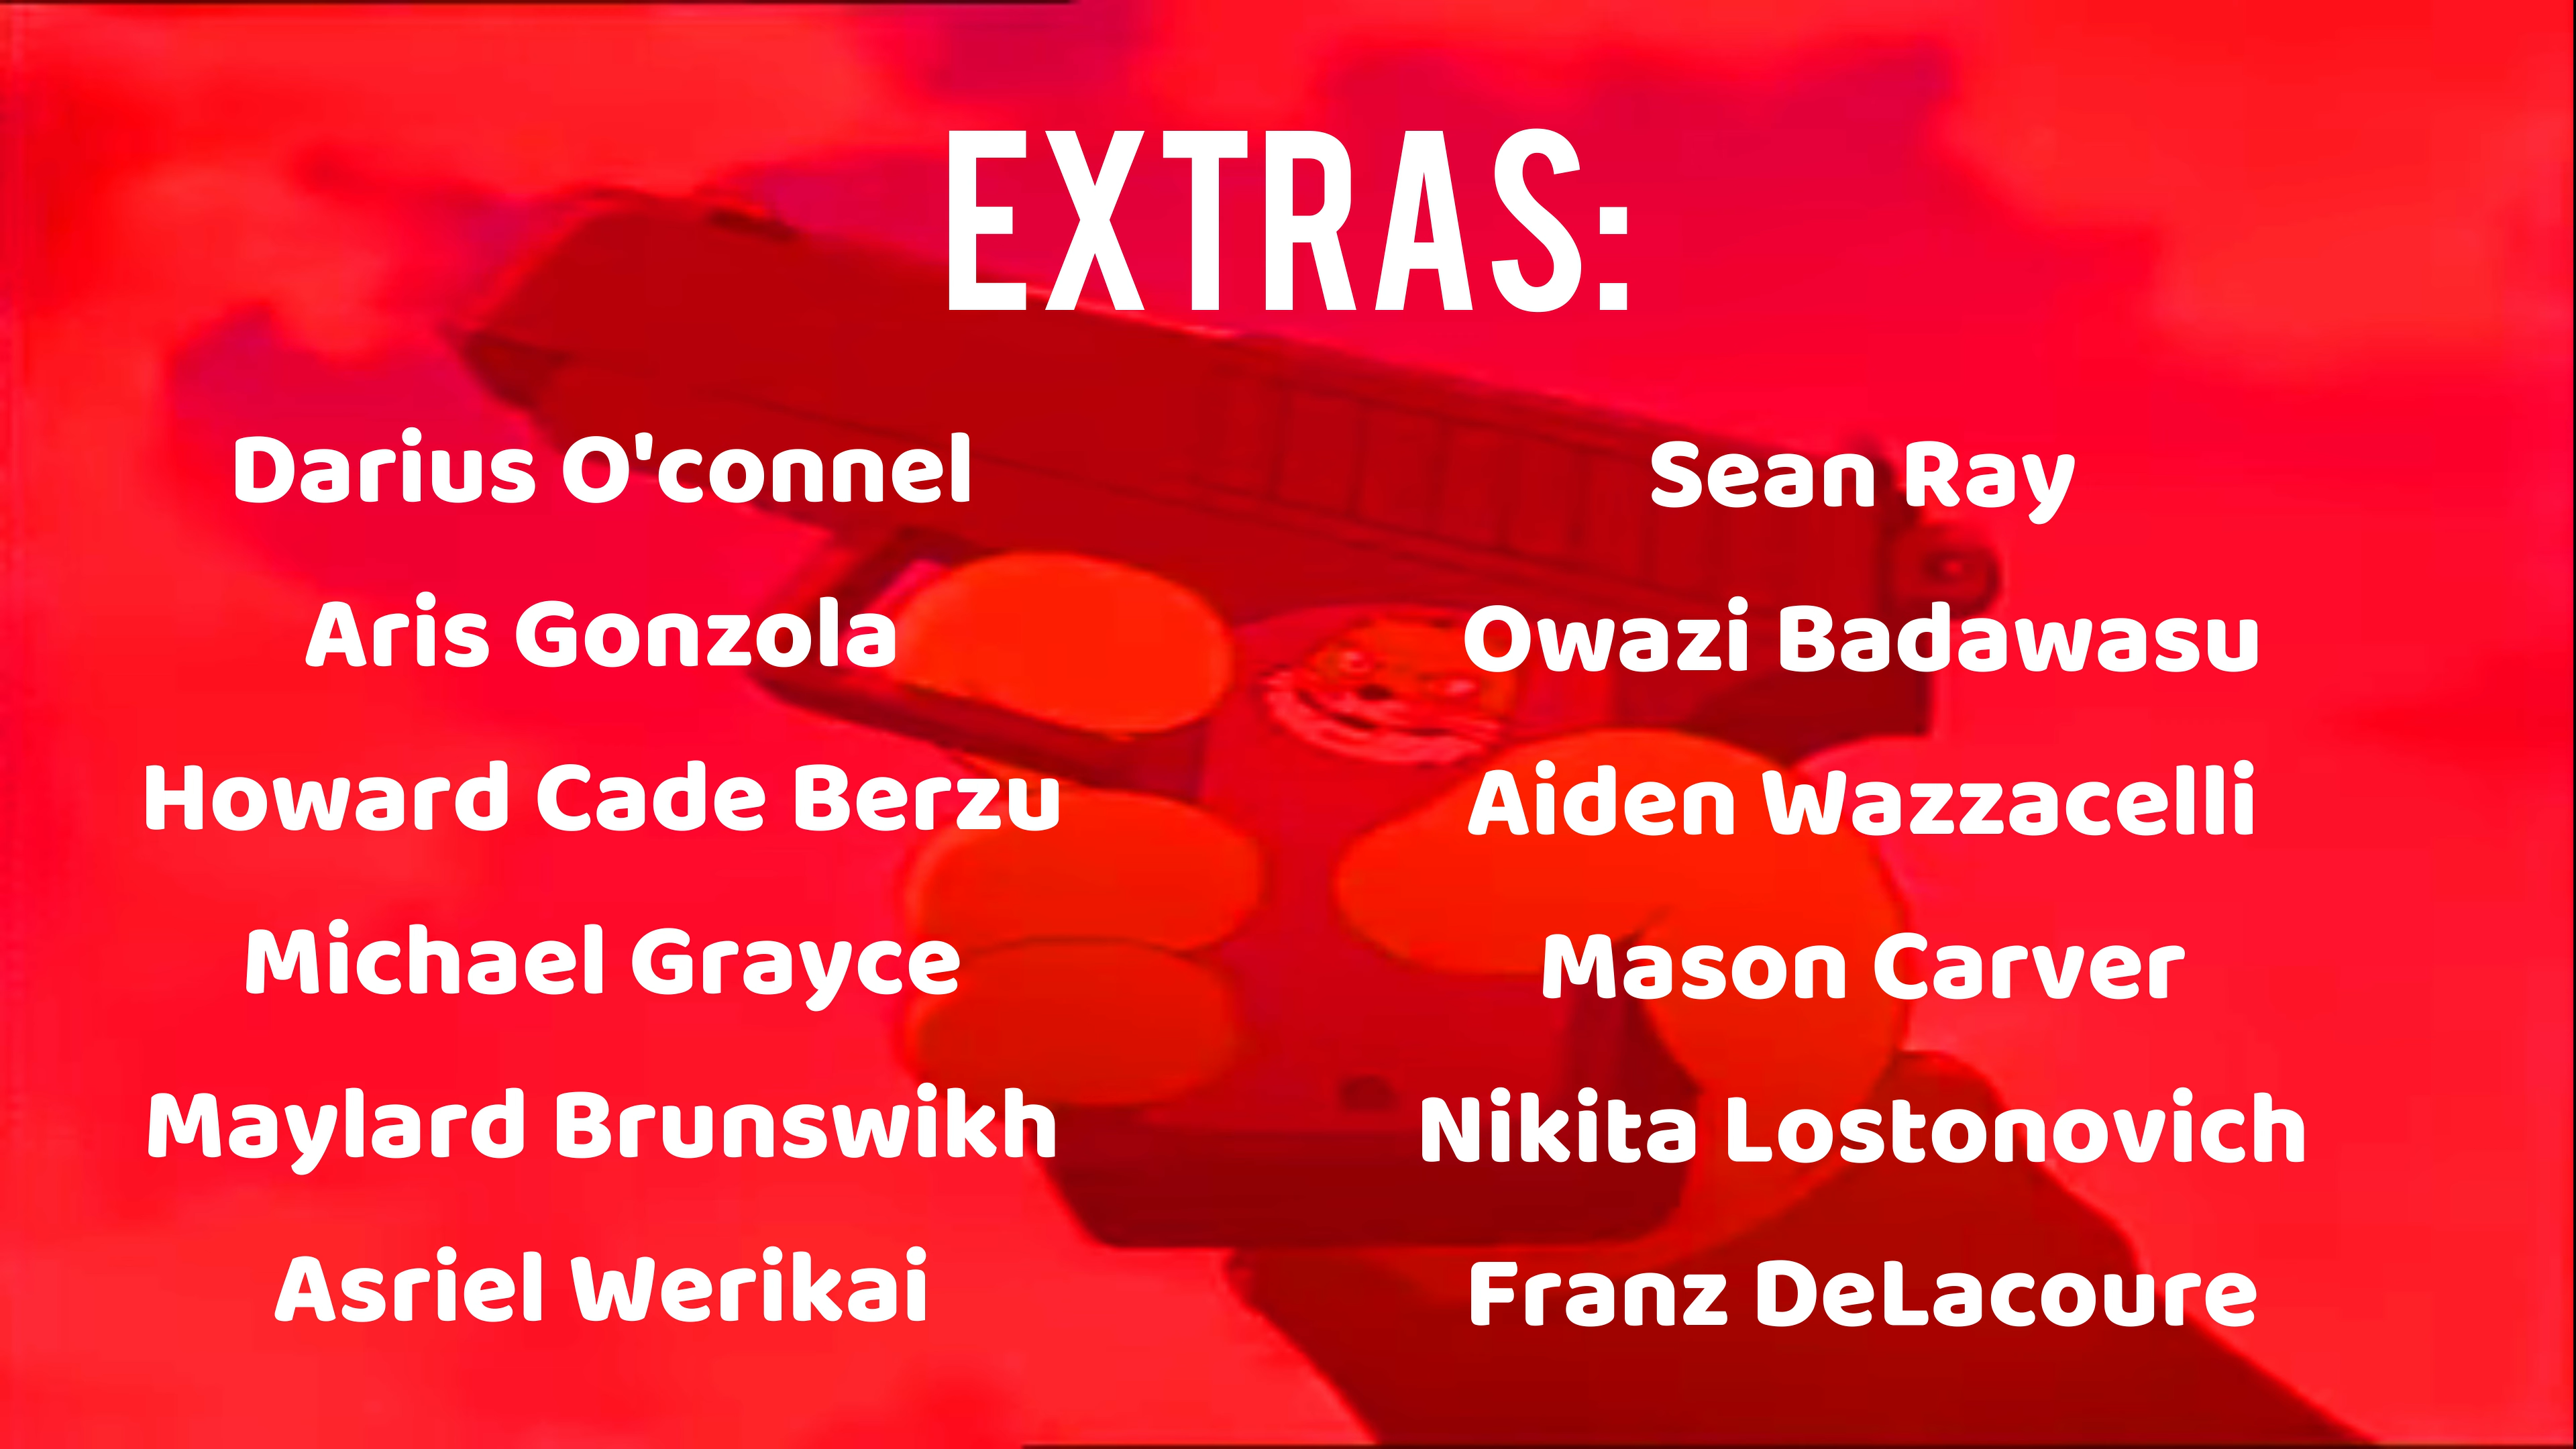 EXTRAS:
Darius O'connel
Aris Gonzola
Howard Cade Berzu
Michael Grayce
Maylard Brunswikh
Asriel Werikai
Sean Ray
Owazi Badawasu
Aiden Wazzacelli
Mason Carver
Nikita Lostonovich
Franz DeLacoure